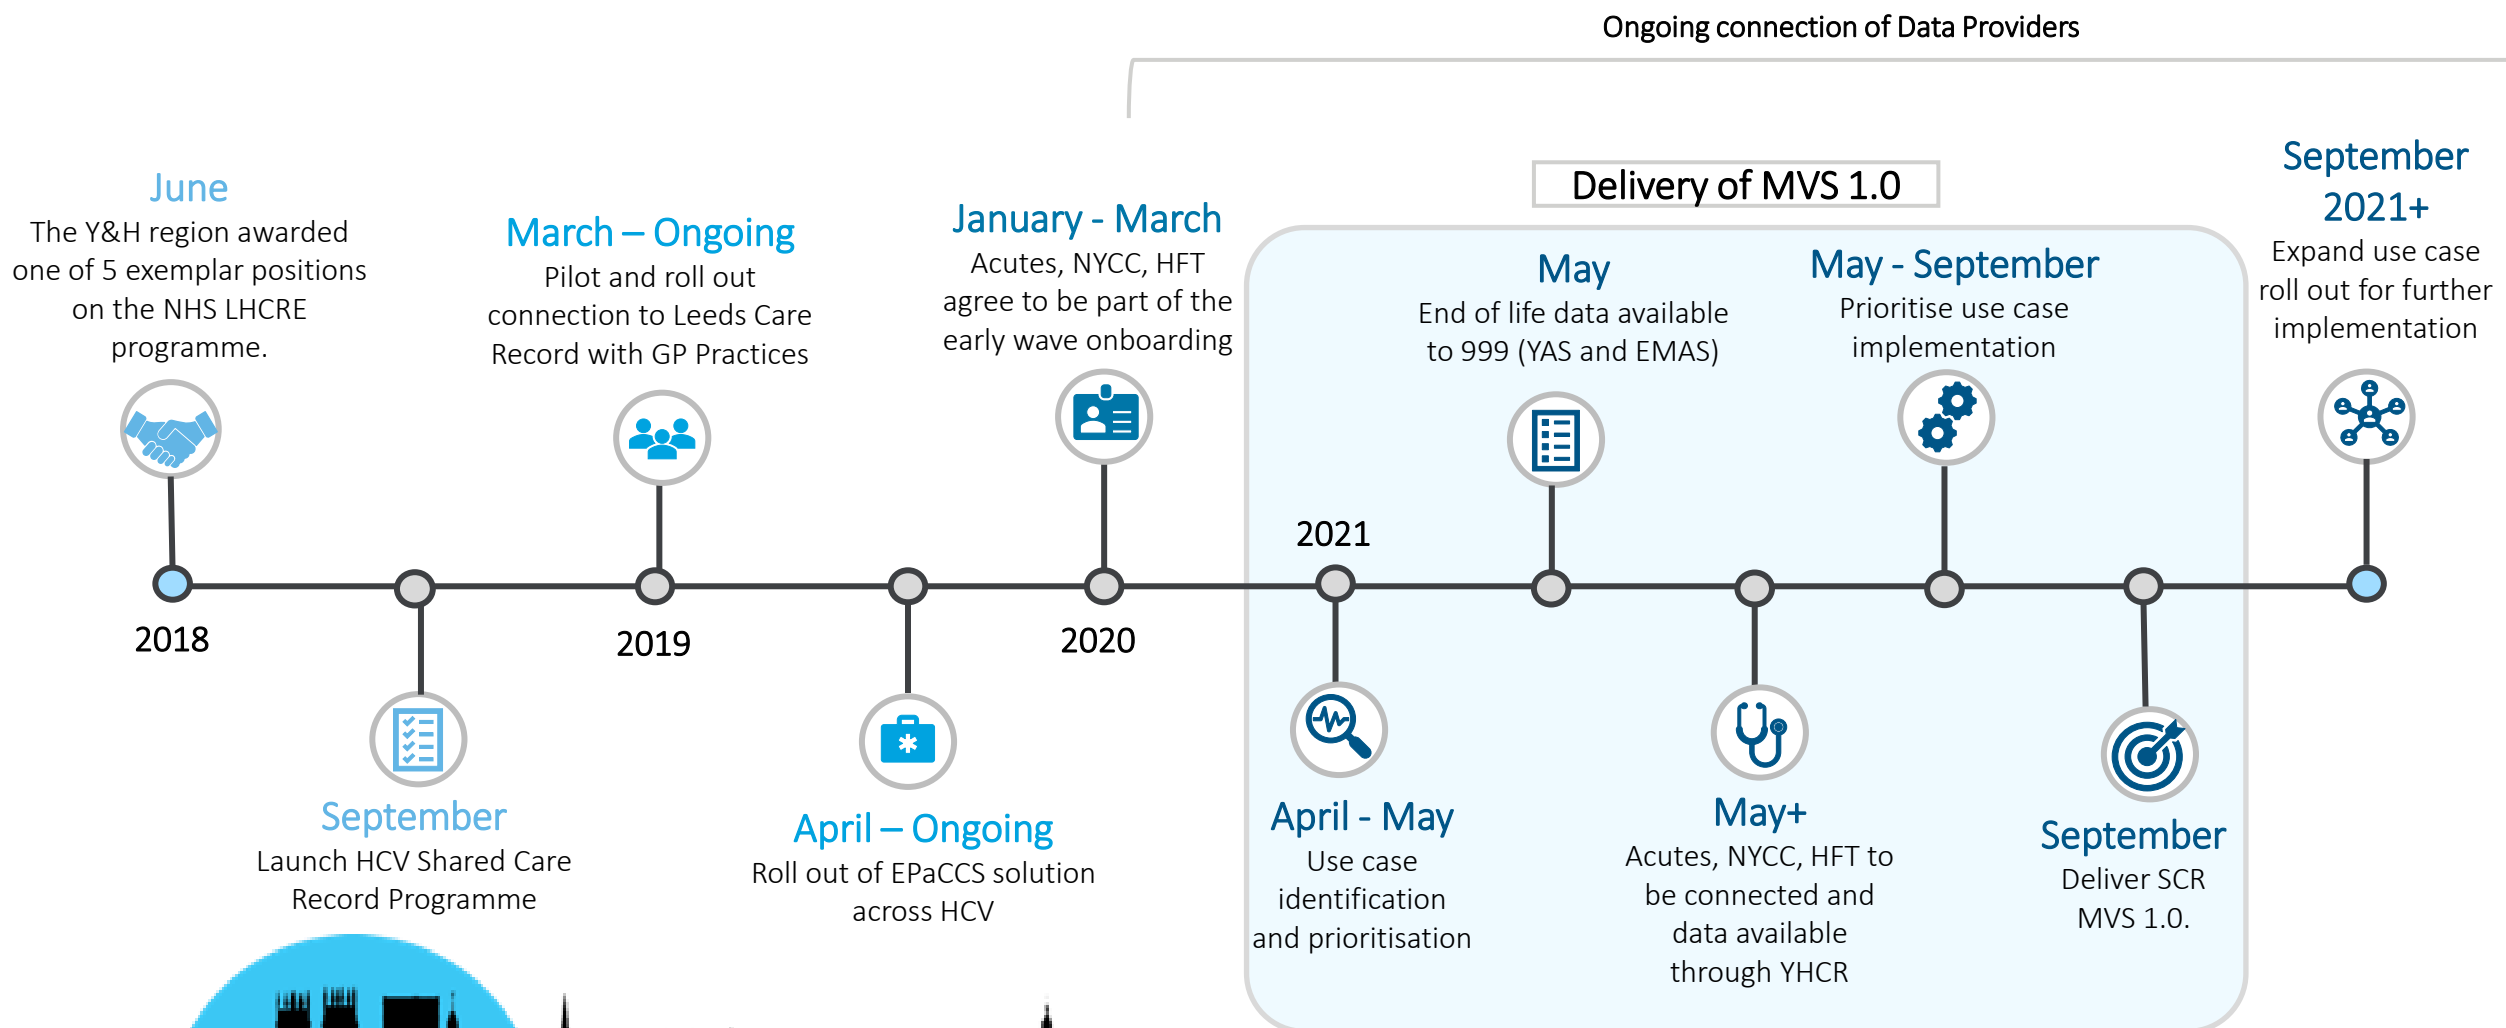 Ongoing connection of Data Providers
June
The Y&H region awarded
one of 5 exemplar positions
on the NHS LHCRE
programme.
March – Ongoing
Pilot and roll out
connection to Leeds Care
Record with GP Practices
January - March
Acutes, NYCC, HFT
agree to be part of the
early wave onboarding
Delivery of MVS 1.0
May
End of life data available
to 999 (YAS and EMAS)
May - September
Prioritise use case
implementation
September
2021+
Expand use case
roll out for further
implementation
2018
2019
2020
2021
September
Launch HCV Shared Care
Record Programme
April – Ongoing
Roll out of EPaCCS solution
across HCV
April - May
Use case
identification
and prioritisation
May+
Acutes, NYCC, HFT to
be connected and
data available
through YHCR
September
Deliver SCR
MVS 1.0.